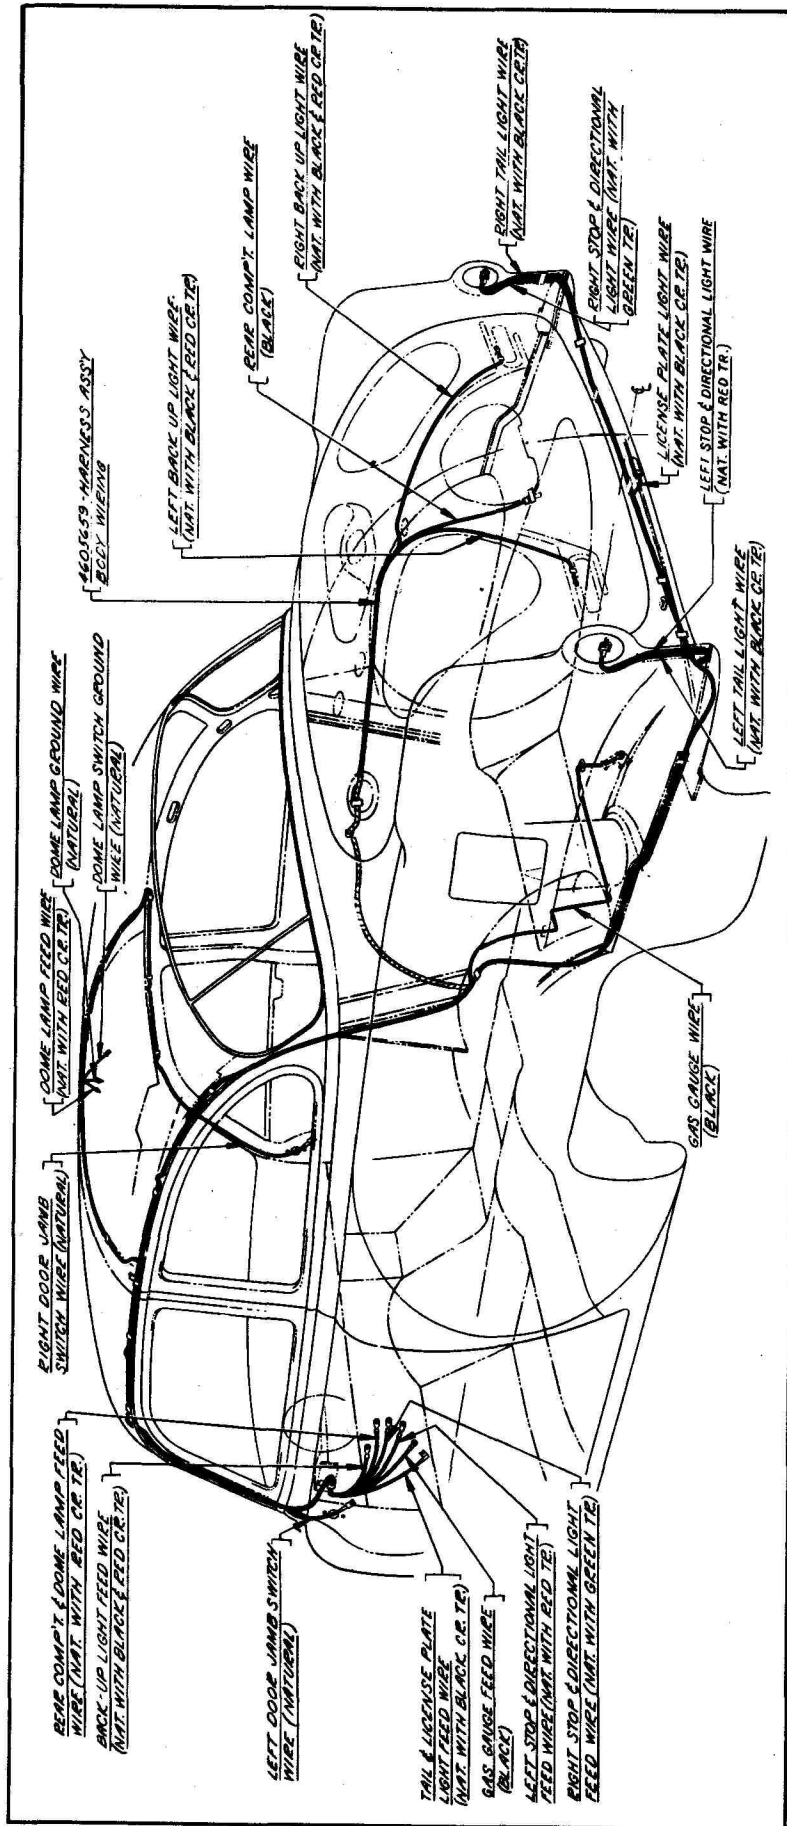 REAR COMP'T. & DOME LAMP FEED
WIRE (NAT. WITH RED CR. TR.)
BACK-UP LIGHT FEED WIRE
(NAT. WITH BLACK & RED CR. TR.)
LEFT DOOR JAMB SWITCH
WIRE (NATURAL)
TAIL & LICENSE PLATE
LIGHT FEED WIRE
(NAT. WITH BLACK CR. TR.)
GAS GAUGE FEED WIRE
(BLACK)
LEFT STOP & DIRECTIONAL LIGHT
FEED WIRE (NAT. WITH RED TR.)
RIGHT STOP & DIRECTIONAL LIGHT
FEED WIRE (NAT. WITH GREEN TR.)
RIGHT DOOR JAMB
SWITCH WIRE (NATURAL)
DOME LAMP FEED WIRE
(NAT. WITH RED CR. TR.)
DOME LAMP GROUND WIRE
(NATURAL)
DOME LAMP SWITCH GROUND
WIRE (NATURAL)
4605659-HARNESS ASS'Y
BODY WIRING
LEFT BACK UP LIGHT WIRE
(NAT. WITH BLACK & RED CR. TR.)
REAR COMP'T. LAMP WIRE
(BLACK)
RIGHT BACK UP LIGHT WIRE
(NAT. WITH BLACK & RED CR. TR.)
RIGHT TAIL LIGHT WIRE
(NAT. WITH BLACK CR. TR.)
RIGHT STOP & DIRECTIONAL
LIGHT WIRE (NAT. WITH
GREEN TR.)
LICENSE PLATE LIGHT WIRE
(NAT. WITH BLACK CR. TR.)
LEFT STOP & DIRECTIONAL LIGHT WIRE
(NAT. WITH RED TR.)
LEFT TAIL LIGHT WIRE
(NAT. WITH BLACK CR. TR.)
GAS GAUGE WIRE
(BLACK)